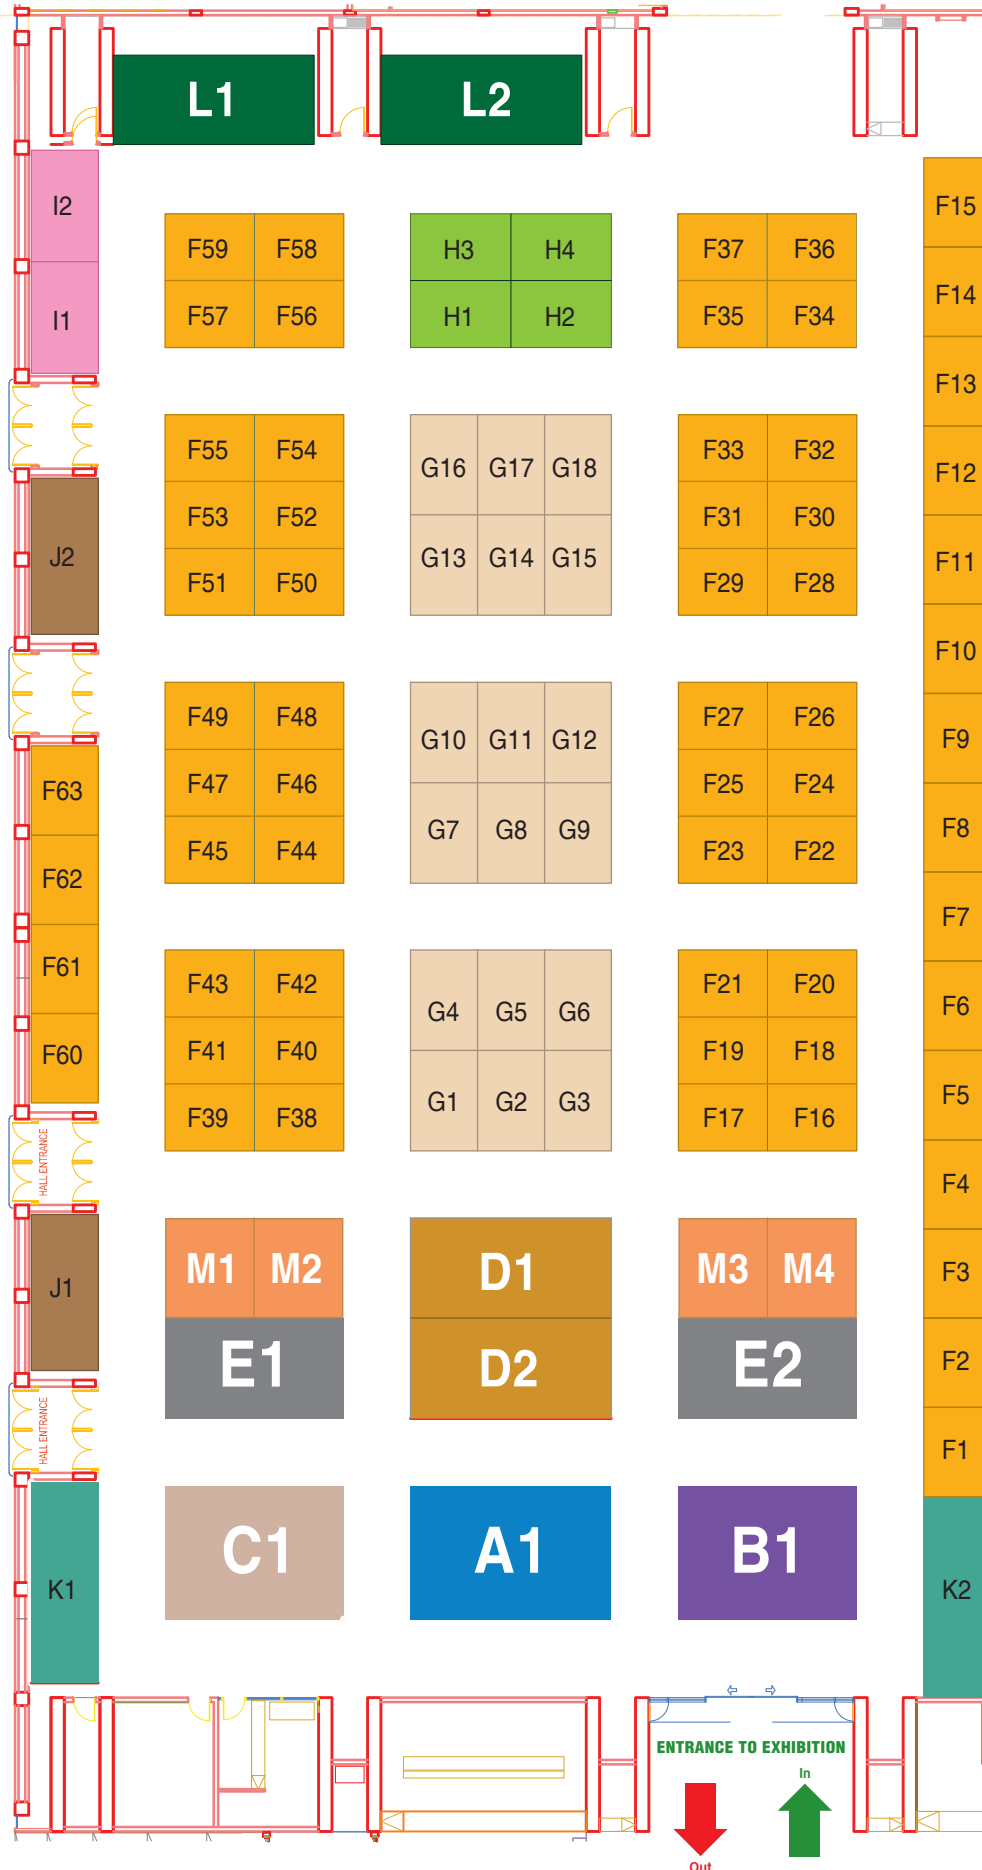 L1 L2
I2 F15
F59 F58 H3 H4 F37 F36
I1 F57 F56 H1 H2 F35 F34 F14
F13
F55 F54 G16 G17 G18 F33 F32 F12
F53 F52 F31 F30
J2 F51 F50 G13 G14 G15 F29 F28 F11
F10
F49 F48 G10 G11 G12 F27 F26 F9
F63 F47 F46 F25 F24
F62 F45 F44 G7 G8 G9 F23 F22 F8
F7
F61 F43 F42 G4 G5 G6 F21 F20 F6
F60 F41 F40 F19 F18
F39 F38 G1 G2 G3 F17 F16 F5
HALL ENTRANCE F4
J1 M1 M2 D1 M3 M4 F3
E1 D2 E2 F2
HALL ENTRANCE F1
C1 A1 B1
K1 K2
ENTRANCE TO EXHIBITION
In
Out